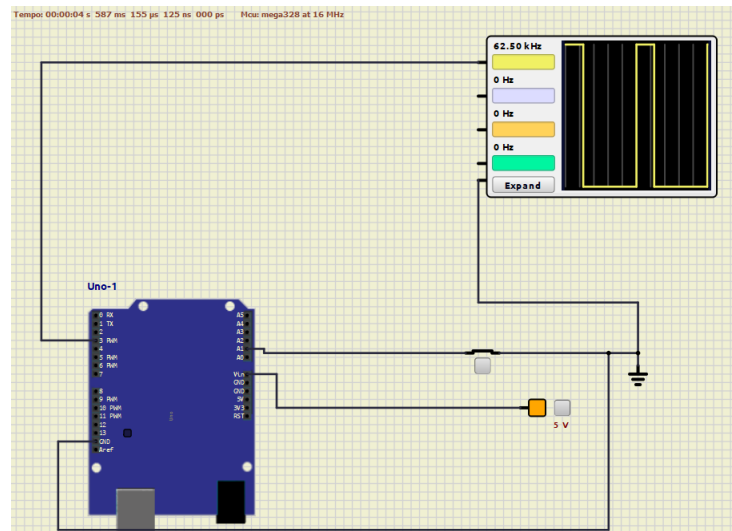 Tempo: 00:00:04 s 587 ms 155 µs 125 ns 000 ps Mcu: mega328 at 16 MHz
62.50 kHz
0 Hz
0 Hz
0 Hz
Expand
Uno-1
0 RX
1 TX
2
3 PWM
4
5 PWM
6 PWM
7
8
9 PWM
10 PWM
11 PWM
12
13
GND
Aref
A5
A4
A3
A2
A1
A0
Vin
GND
GND
5V
3V3
RST
5 V